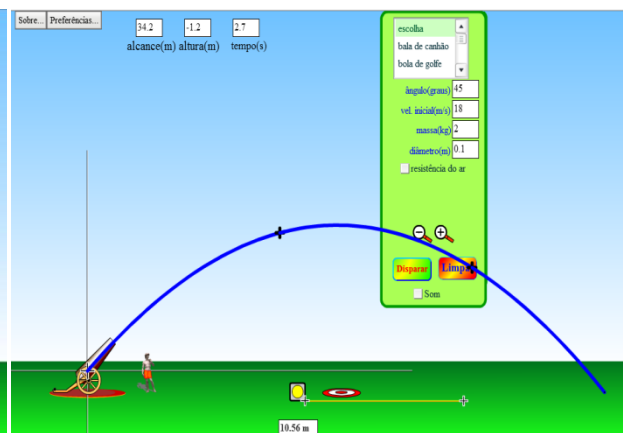 Sobre... Preferências...
34.2 -1.2 2.7
alcance(m) altura(m) tempo(s)
escolha
bala de canhão
bola de golfe
ângulo(graus) 45
vel. inicial(m/s) 18
massa(kg) 2
diâmetro(m) 0.1
resistência do ar
Disparar Limpar
Som
10.56 m